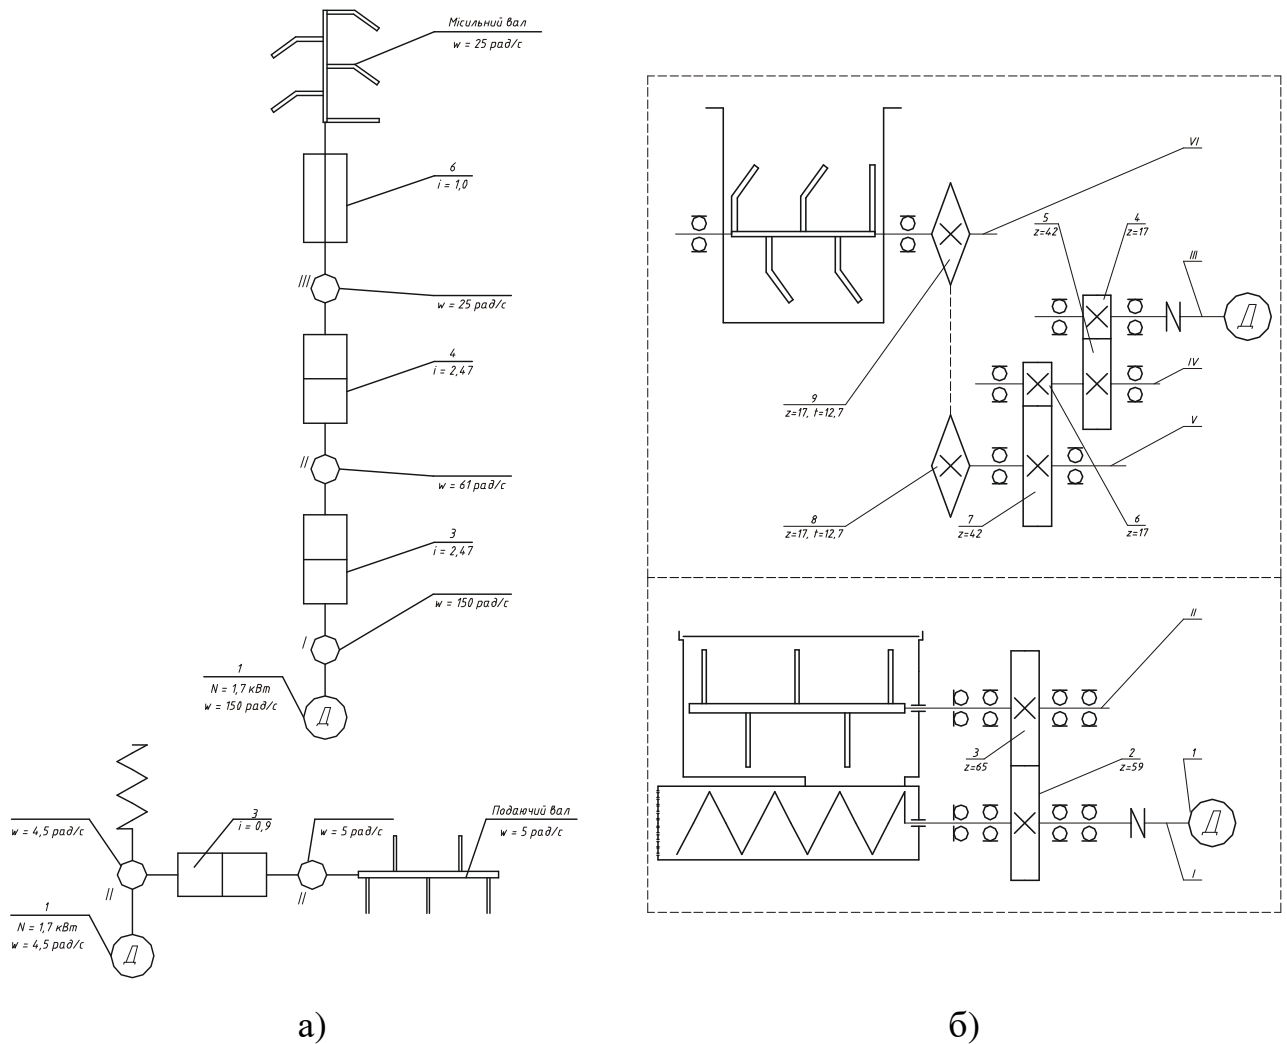 Місильний вал
w = 25 рад/с
6
i = 1,0
III
w = 25 рад/с
4
i = 2,47
II
w = 61 рад/с
3
i = 2,47
w = 150 рад/с
I
1
N = 1,7 кВт
w = 150 рад/с
Д
w = 4,5 рад/с
3
i = 0,9
w = 5 рад/с
Подаючий вал
w = 5 рад/с
II
II
1
N = 1,7 кВт
w = 4,5 рад/с
Д
а)
VI
5
z=42
4
z=17
III
Д
IV
9
z=17, t=12,7
V
8
z=17, t=12,7
7
z=42
6
z=17
II
3
z=65
2
z=59
1
Д
I
б)